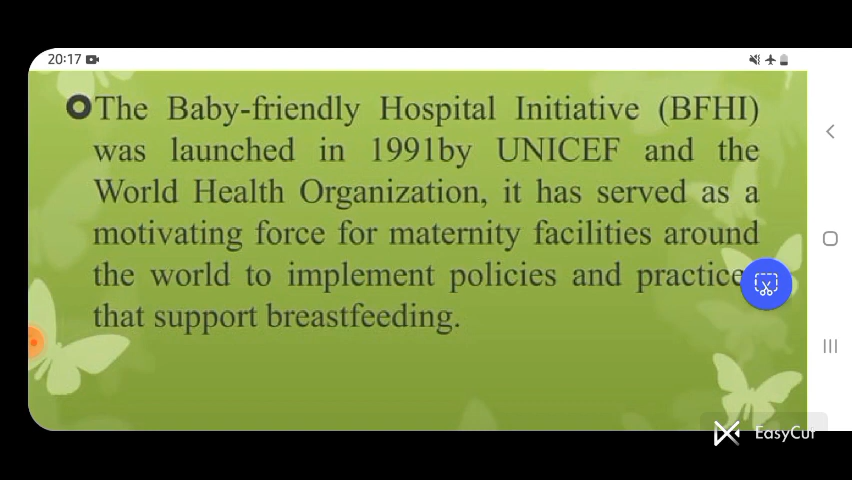 20:17
The Baby-friendly Hospital Initiative (BFHI)
was launched in 1991by UNICEF and the
World Health Organization, it has served as a
motivating force for maternity facilities around
the world to implement policies and practice
that support breastfeeding.
EasyCut